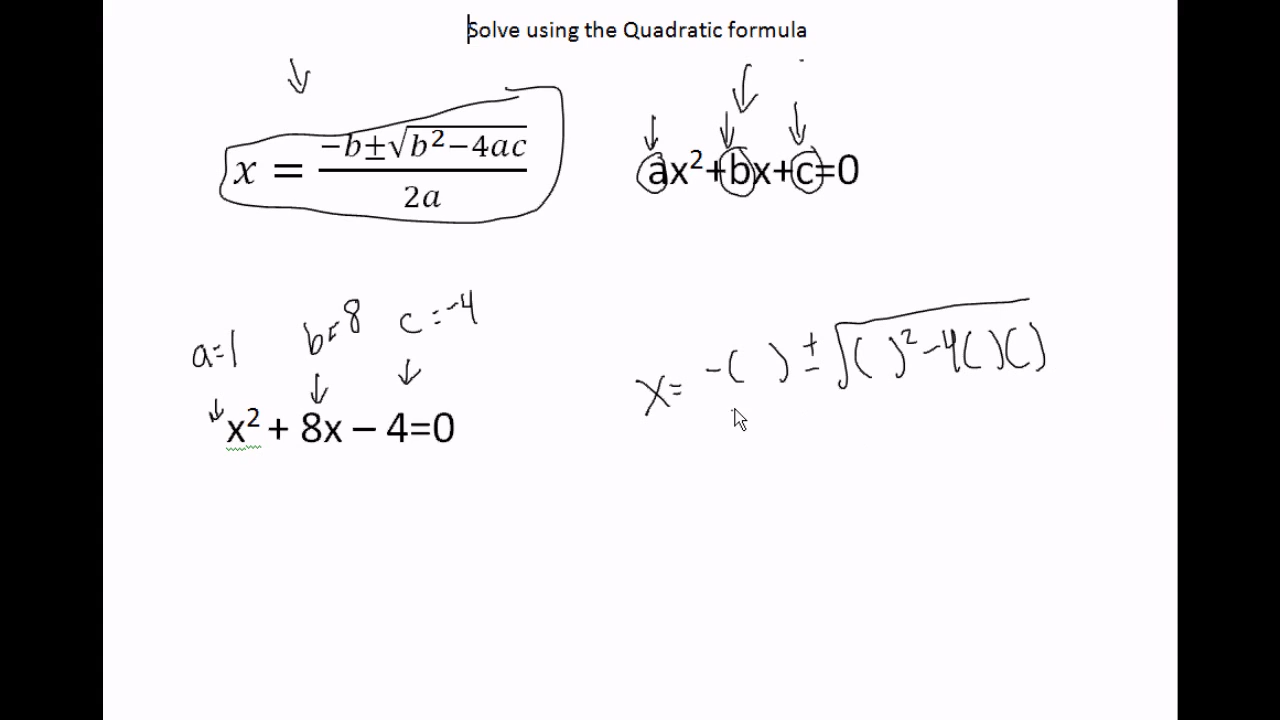 Solve using the Quadratic formula
x = −b±√b²−4ac / 2a
ax²+bx+c=0
a=1 b=8 c=-4
x²+ 8x – 4=0
x= -( ) ± √( )² -4( )( )